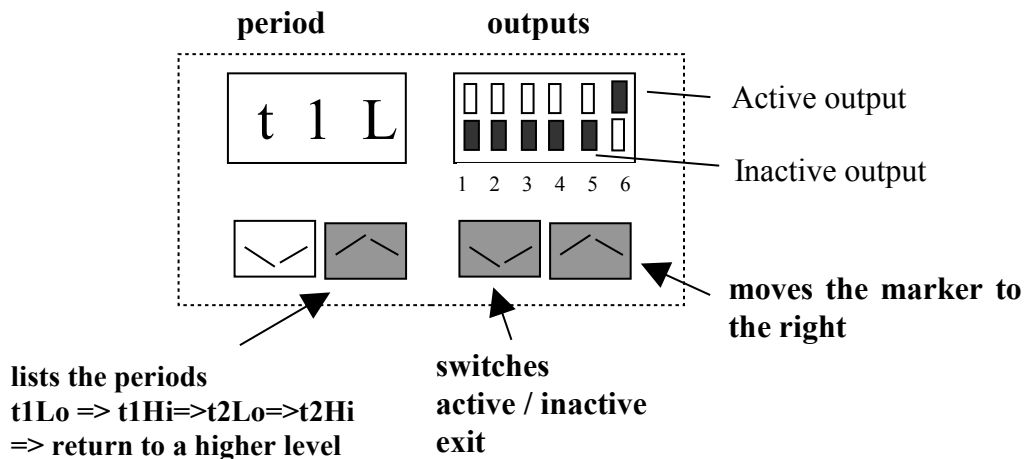 period outputs
t 1 L
Active output
Inactive output
1 2 3 4 5 6
moves the marker to
the right
lists the periods
t1Lo => t1Hi=>t2Lo=>t2Hi
=> return to a higher level
switches
active / inactive
exit